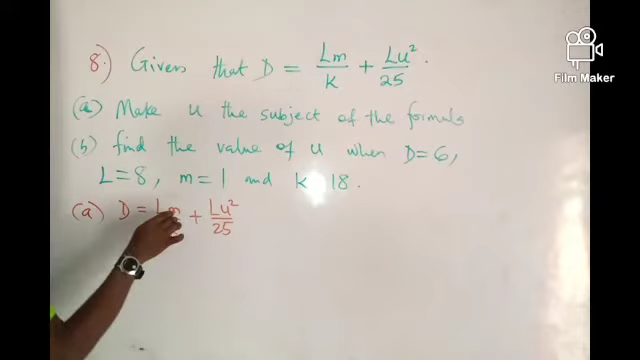 8.) Given that D = Lm/k + Lu²/25.
(a) Make u the subject of the formula
(b) find the value of u when D=6,
L=8, m=1 and k 18.
(a) D = Lm + Lu²/25
Film Maker